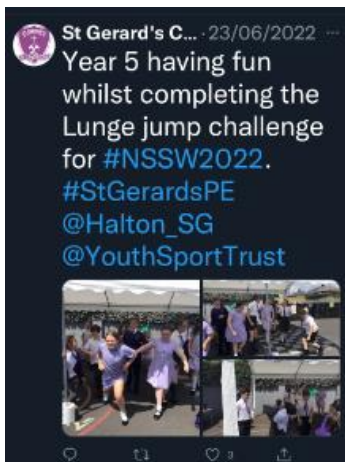 St Gerard's C... ·23/06/2022 ···
Year 5 having fun
whilst completing the
Lunge jump challenge
for #NSSW2022.
#StGerardsPE
@Halton_SG
@YouthSportTrust
3